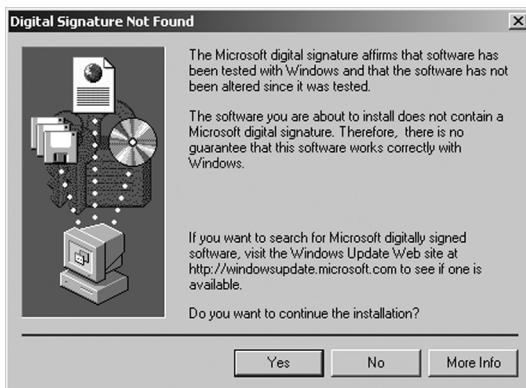 Digital Signature Not Found
The Microsoft digital signature affirms that software has
been tested with Windows and that the software has not
been altered since it was tested.
The software you are about to install does not contain a
Microsoft digital signature. Therefore, there is no
guarantee that this software works correctly with
Windows.
If you want to search for Microsoft digitally signed
software, visit the Windows Update Web site at
http://windowsupdate.microsoft.com to see if one is
available.
Do you want to continue the installation?
Yes
No
More Info